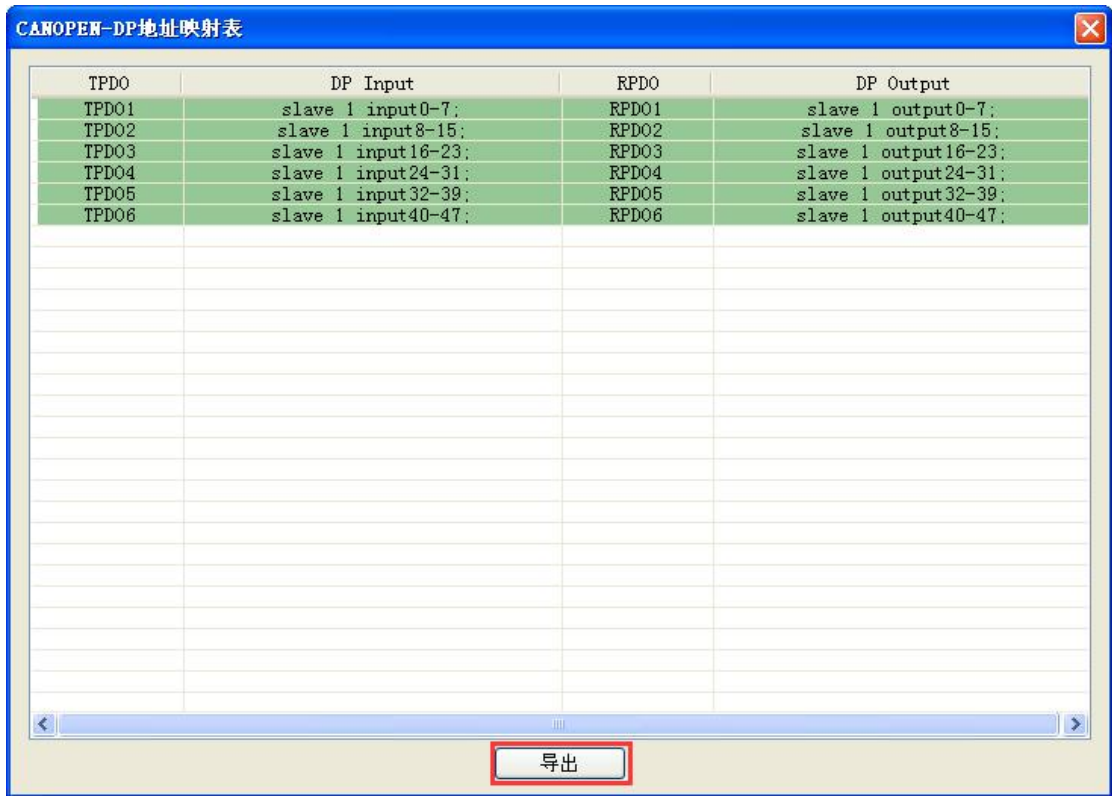 CANOPEN-DP地址映射表
TPDO DP Input RPDO DP Output
TPDO1 slave 1 input0-7; RPDO1 slave 1 output0-7;
TPDO2 slave 1 input8-15; RPDO2 slave 1 output8-15;
TPDO3 slave 1 input16-23; RPDO3 slave 1 output16-23;
TPDO4 slave 1 input24-31; RPDO4 slave 1 output24-31;
TPDO5 slave 1 input32-39; RPDO5 slave 1 output32-39;
TPDO6 slave 1 input40-47; RPDO6 slave 1 output40-47;
导出